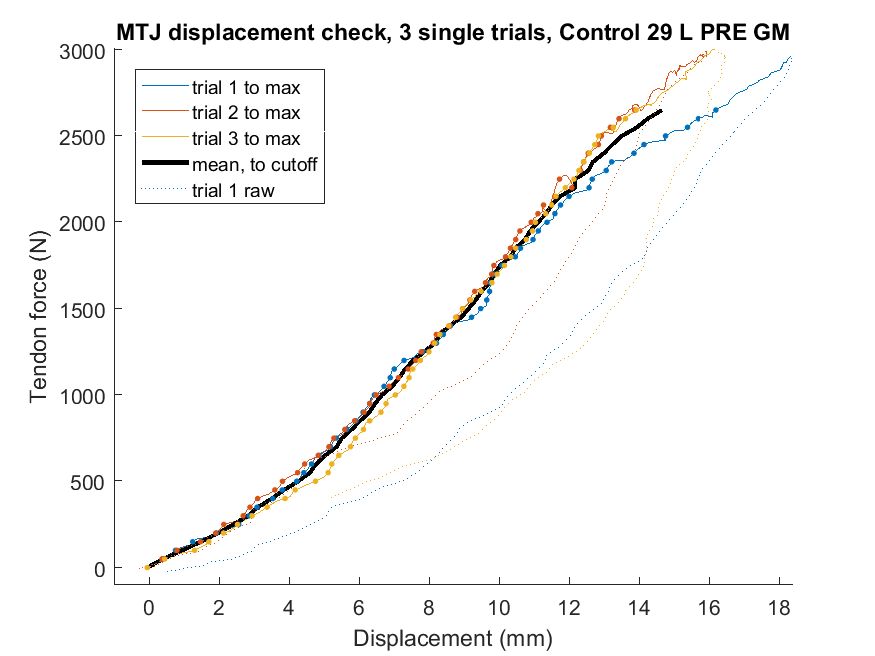 MTJ displacement check, 3 single trials, Control 29 L PRE GM
3000
2500
2000
1500
1000
500
0
Tendon force (N)
trial 1 to max
trial 2 to max
trial 3 to max
mean, to cutoff
trial 1 raw
0 2 4 6 8 10 12 14 16 18
Displacement (mm)